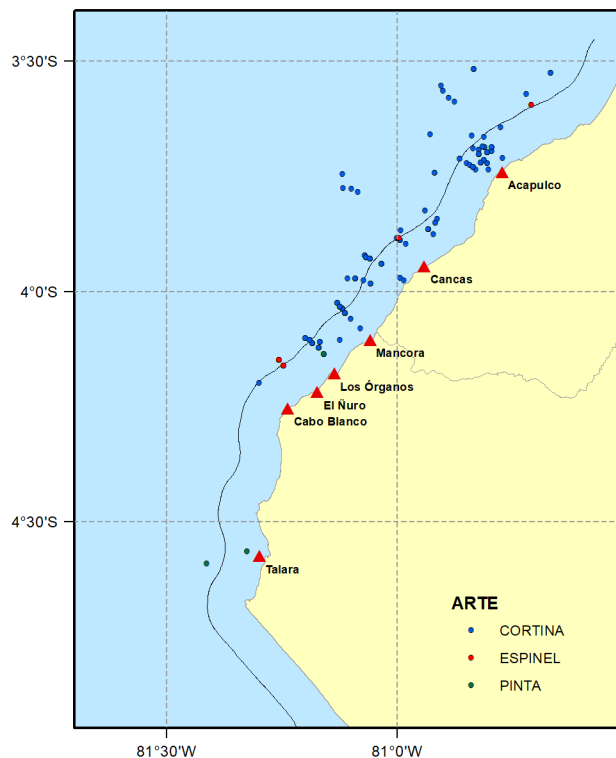 3°30'S
Acapulco
Cancas
4°0'S
Mancora
Los Órganos
El Ñuro
Cabo Blanco
4°30'S
Talara
ARTE
CORTINA
ESPINEL
PINTA
81°30'W
81°0'W